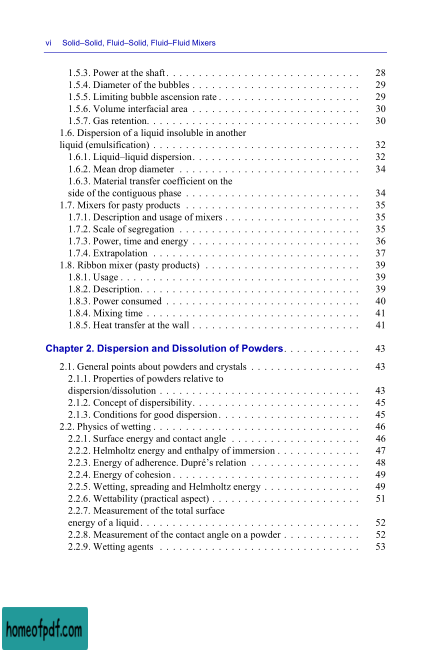 vi Solid–Solid, Fluid–Solid, Fluid–Fluid Mixers
1.5.3. Power at the shaft . . . . . . . . . . . . . . . . . . . . . . . . . . . . . . 28
1.5.4. Diameter of the bubbles . . . . . . . . . . . . . . . . . . . . . . . . . . 29
1.5.5. Limiting bubble ascension rate . . . . . . . . . . . . . . . . . . . . . . 29
1.5.6. Volume interfacial area . . . . . . . . . . . . . . . . . . . . . . . . . . 30
1.5.7. Gas retention. . . . . . . . . . . . . . . . . . . . . . . . . . . . . . . . . 30
1.6. Dispersion of a liquid insoluble in another
liquid (emulsification) . . . . . . . . . . . . . . . . . . . . . . . . . . . . . . . . 32
1.6.1. Liquid–liquid dispersion. . . . . . . . . . . . . . . . . . . . . . . . . . 32
1.6.2. Mean drop diameter . . . . . . . . . . . . . . . . . . . . . . . . . . . . 34
1.6.3. Material transfer coefficient on the
side of the contiguous phase . . . . . . . . . . . . . . . . . . . . . . . . . . . 34
1.7. Mixers for pasty products . . . . . . . . . . . . . . . . . . . . . . . . . . . . 35
1.7.1. Description and usage of mixers . . . . . . . . . . . . . . . . . . . . . 35
1.7.2. Scale of segregation . . . . . . . . . . . . . . . . . . . . . . . . . . . . 35
1.7.3. Power, time and energy . . . . . . . . . . . . . . . . . . . . . . . . . . 36
1.7.4. Extrapolation . . . . . . . . . . . . . . . . . . . . . . . . . . . . . . . . 37
1.8. Ribbon mixer (pasty products) . . . . . . . . . . . . . . . . . . . . . . . . 39
1.8.1. Usage . . . . . . . . . . . . . . . . . . . . . . . . . . . . . . . . . . . . . 39
1.8.2. Description. . . . . . . . . . . . . . . . . . . . . . . . . . . . . . . . . . 39
1.8.3. Power consumed . . . . . . . . . . . . . . . . . . . . . . . . . . . . . . 40
1.8.4. Mixing time . . . . . . . . . . . . . . . . . . . . . . . . . . . . . . . . . 41
1.8.5. Heat transfer at the wall . . . . . . . . . . . . . . . . . . . . . . . . . . 41
Chapter 2. Dispersion and Dissolution of Powders . . . . . . . . . . . . 43
2.1. General points about powders and crystals . . . . . . . . . . . . . . . . . 43
2.1.1. Properties of powders relative to
dispersion/dissolution . . . . . . . . . . . . . . . . . . . . . . . . . . . . . . . 43
2.1.2. Concept of dispersibility. . . . . . . . . . . . . . . . . . . . . . . . . . 45
2.1.3. Conditions for good dispersion . . . . . . . . . . . . . . . . . . . . . . 45
2.2. Physics of wetting . . . . . . . . . . . . . . . . . . . . . . . . . . . . . . . . 46
2.2.1. Surface energy and contact angle . . . . . . . . . . . . . . . . . . . . 46
2.2.2. Helmholtz energy and enthalpy of immersion . . . . . . . . . . . . . 47
2.2.3. Energy of adherence. Dupré's relation . . . . . . . . . . . . . . . . . 48
2.2.4. Energy of cohesion . . . . . . . . . . . . . . . . . . . . . . . . . . . . . 49
2.2.5. Wetting, spreading and Helmholtz energy . . . . . . . . . . . . . . . 49
2.2.6. Wettability (practical aspect) . . . . . . . . . . . . . . . . . . . . . . . 51
2.2.7. Measurement of the total surface
energy of a liquid . . . . . . . . . . . . . . . . . . . . . . . . . . . . . . . . . . 52
2.2.8. Measurement of the contact angle on a powder . . . . . . . . . . . . 52
2.2.9. Wetting agents . . . . . . . . . . . . . . . . . . . . . . . . . . . . . . . 53
homeofpdf.com